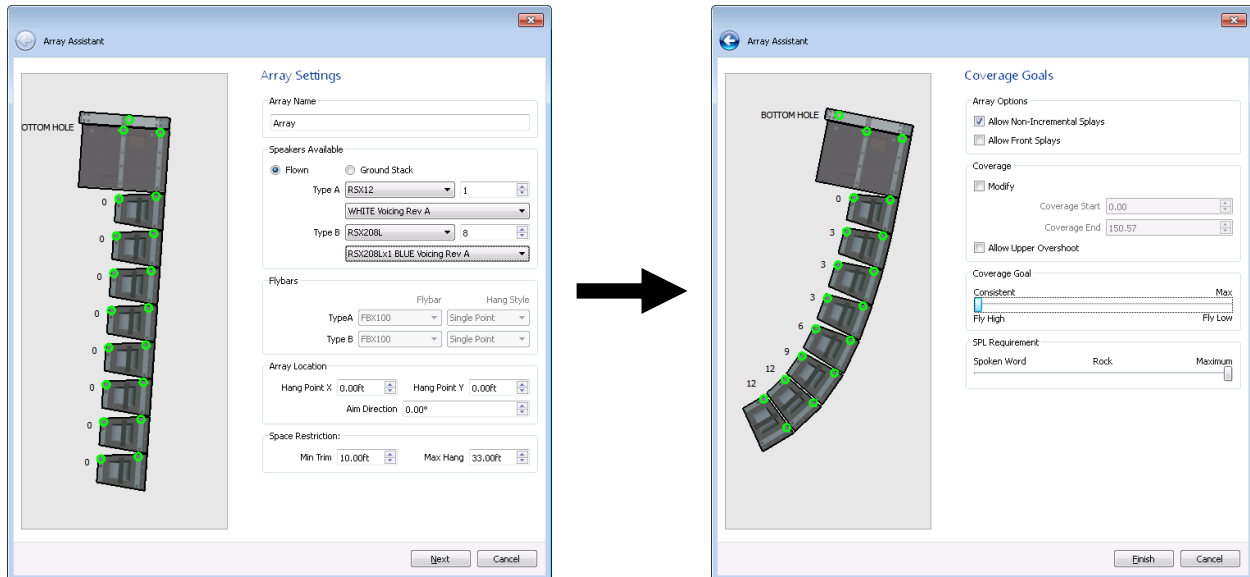 Array Assistant
Array Settings
OTTOM HOLE
0
0
0
0
0
0
0
0
Array Name
Array
Speakers Available
Flown Ground Stack
Type A RSX12 1
WHITE Voicing Rev A
Type B RSX208L 8
RSX208Lx1 BLUE Voicing Rev A
Flybars
Flybar Hang Style
TypeA FBX100 Single Point
Type B FBX100 Single Point
Array Location
Hang Point X 0.00ft Hang Point Y 0.00ft
Aim Direction 0.00°
Space Restriction:
Min Trim 10.00ft Max Hang 33.00ft
Next Cancel
Array Assistant
Coverage Goals
BOTTOM HOLE
0
3
3
3
6
9
12
12
Array Options
Allow Non-Incremental Splays
Allow Front Splays
Coverage
Modify
Coverage Start 0.00
Coverage End 150.57
Allow Upper Overshoot
Coverage Goal
Consistent Max
Fly High Fly Low
SPL Requirement
Spoken Word Rock Maximum
Finish Cancel